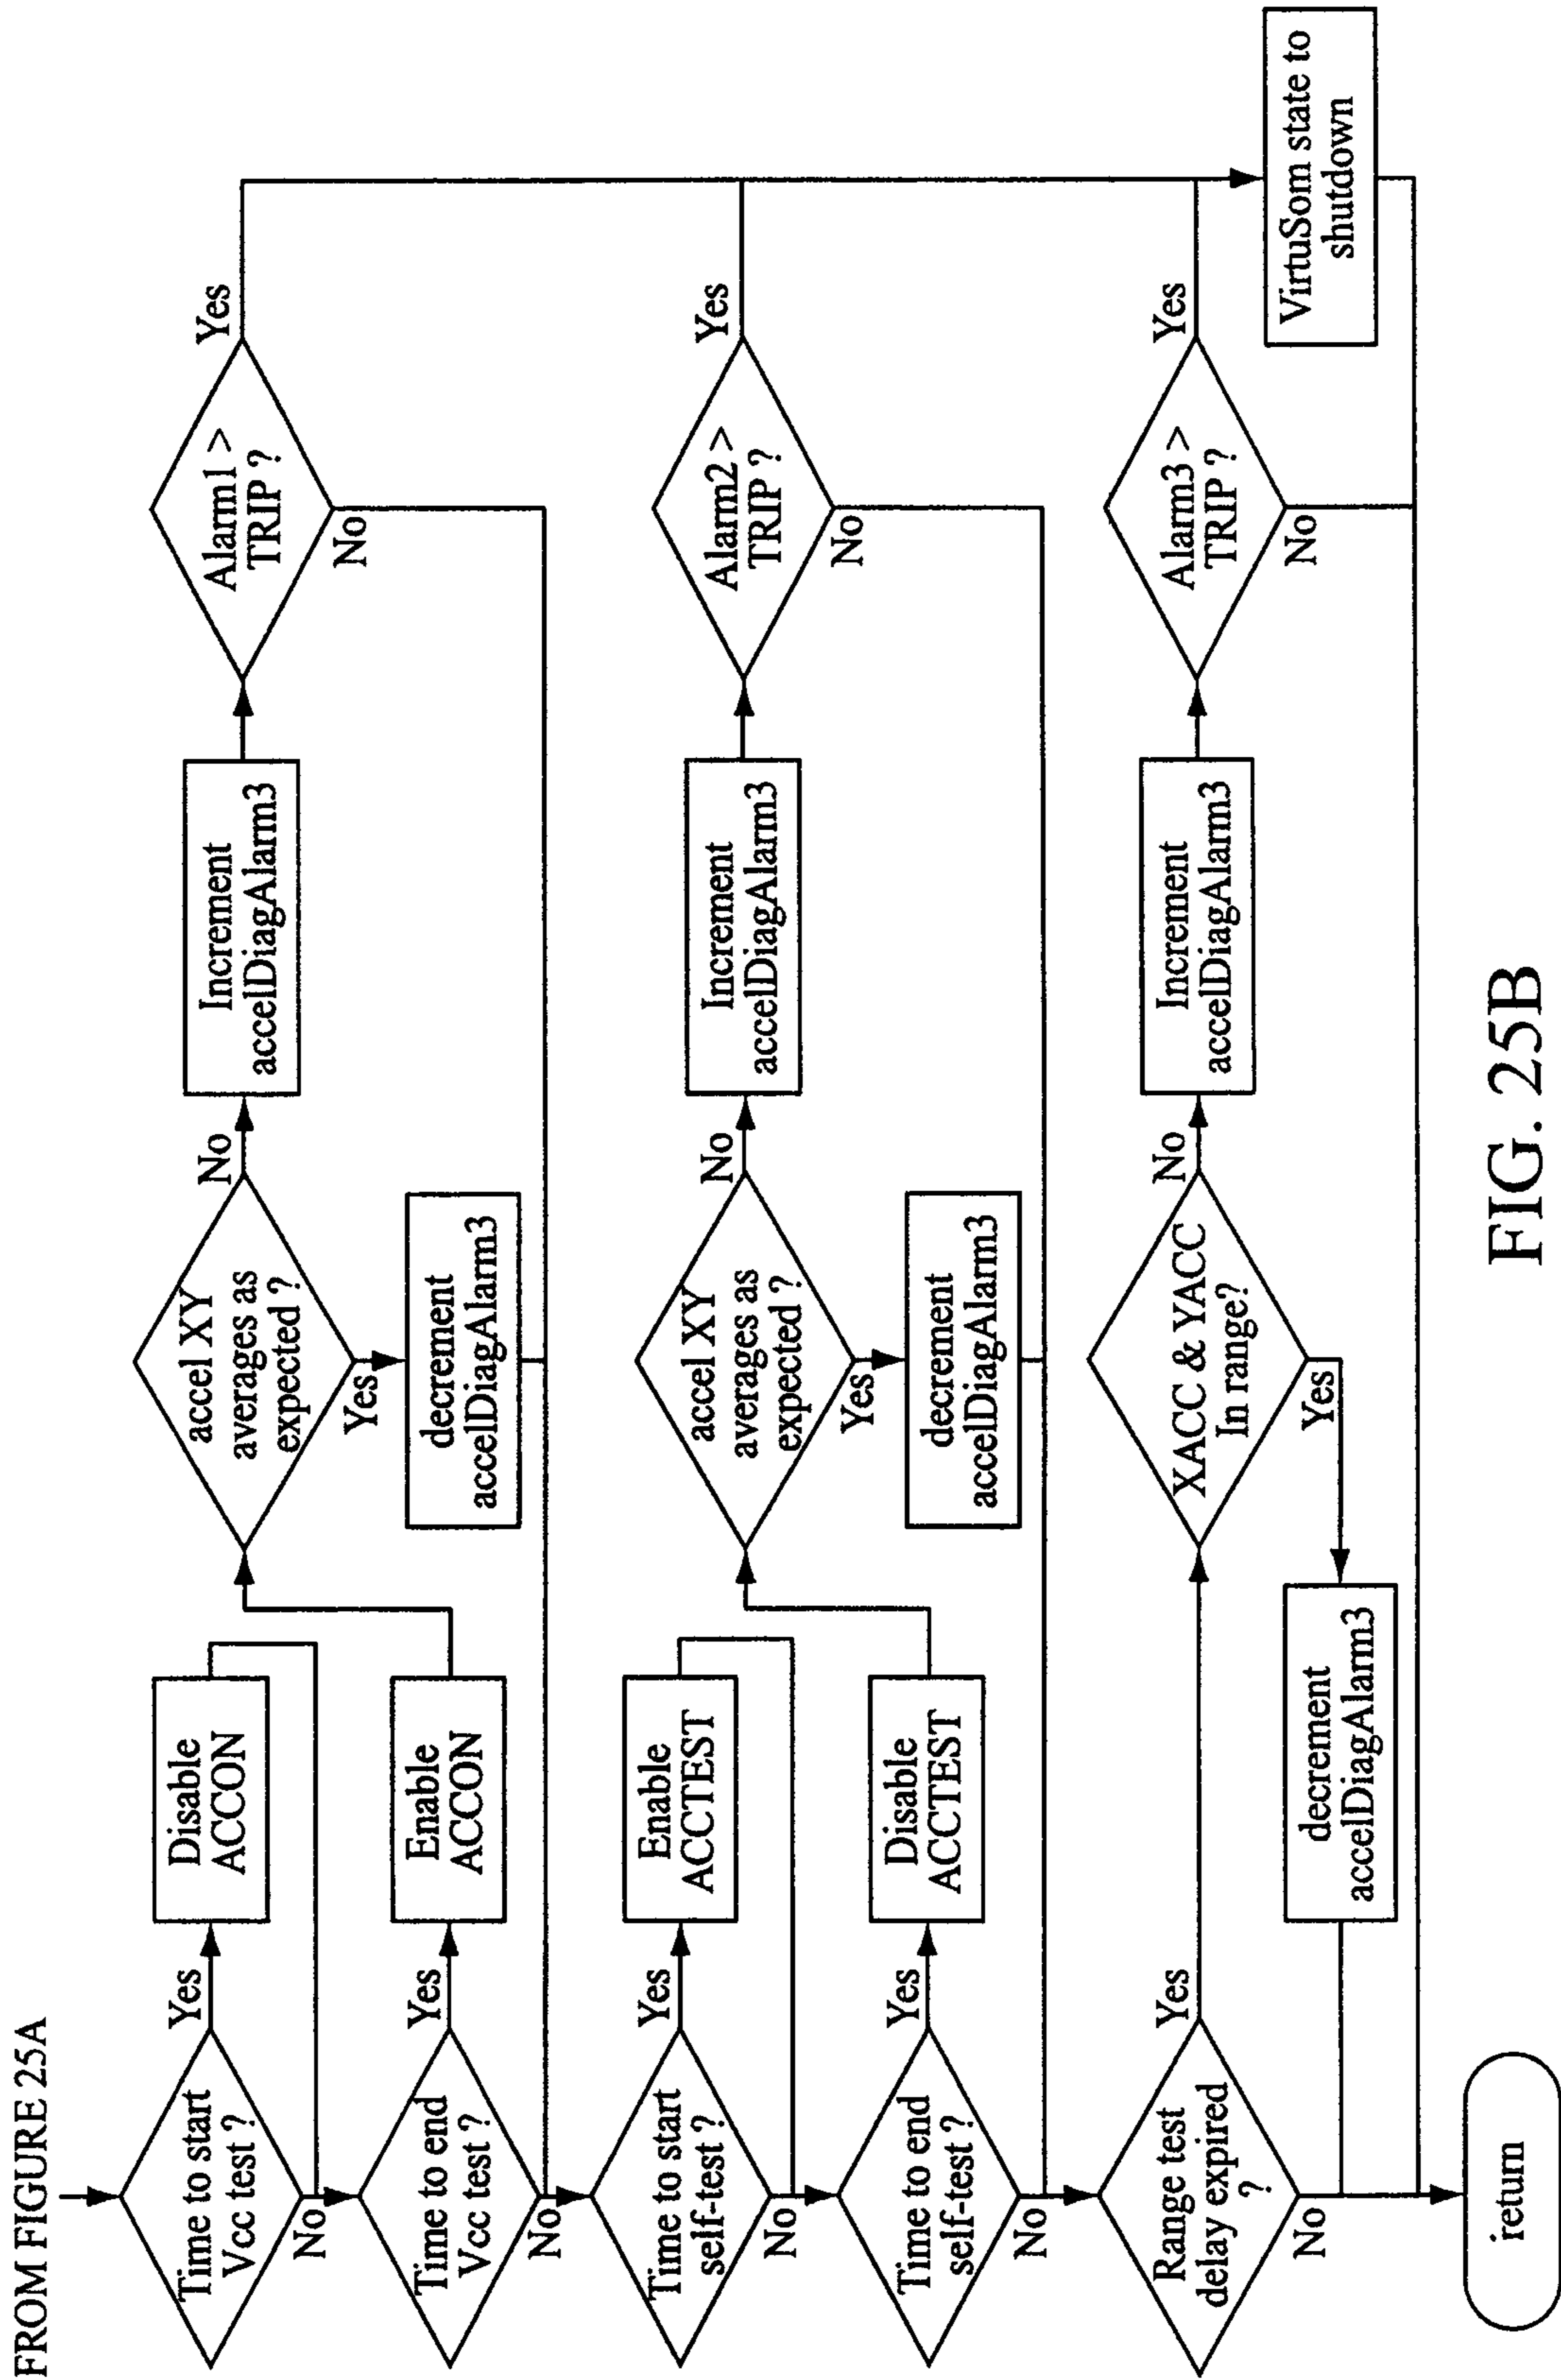 FROM FIGURE 25A
Time to start
Vcc test ?
Yes
No
Disable
ACCON
Time to end
Vcc test ?
Yes
No
Enable
ACCON
accel XY
averages as
expected ?
No
Yes
decrement
accelDiagAlarm3
Increment
accelDiagAlarm3
Alarm1 >
TRIP ?
Yes
No
Time to start
self-test ?
Yes
No
Enable
ACCTEST
Time to end
self-test ?
Yes
No
Disable
ACCTEST
accel XY
averages as
expected ?
No
Yes
decrement
accelDiagAlarm3
Increment
accelDiagAlarm3
Alarm2 >
TRIP ?
Yes
No
Range test
delay expired
?
Yes
No
XACC & YACC
In range?
No
Yes
decrement
accelDiagAlarm3
Increment
accelDiagAlarm3
Alarm3 >
TRIP ?
Yes
No
VirtuSom state to
shutdown
return
FIG. 25B